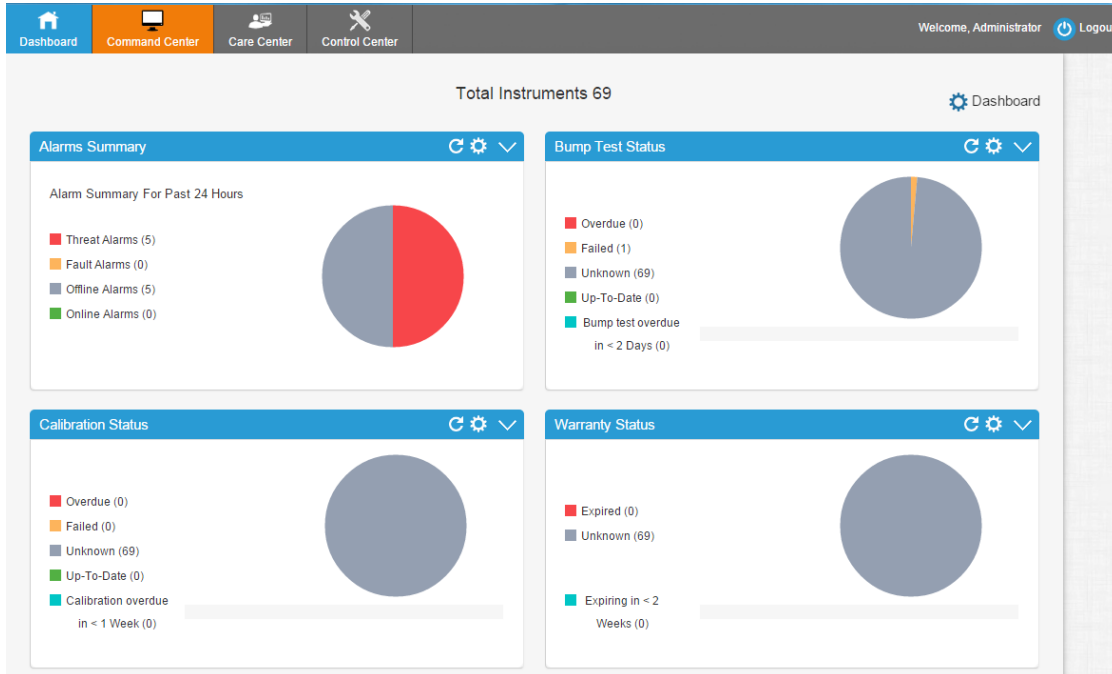 Dashboard
Command Center
Care Center
Control Center
Welcome, Administrator
Logou
Total Instruments 69
Dashboard
Alarms Summary
Alarm Summary For Past 24 Hours
Threat Alarms (5)
Fault Alarms (0)
Offline Alarms (5)
Online Alarms (0)
Bump Test Status
Overdue (0)
Failed (1)
Unknown (69)
Up-To-Date (0)
Bump test overdue
in < 2 Days (0)
Calibration Status
Overdue (0)
Failed (0)
Unknown (69)
Up-To-Date (0)
Calibration overdue
in < 1 Week (0)
Warranty Status
Expired (0)
Unknown (69)
Expiring in < 2
Weeks (0)